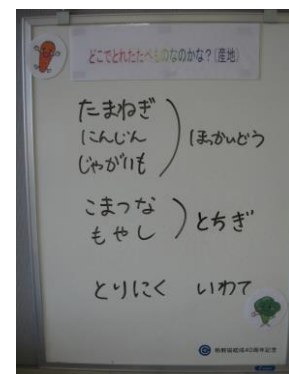 どこでとれたたべものなのかな?(産地)
たまねぎ
にんじん
じゃがいも
ほっかいどう
こまつな
もやし
とちぎ
とりにく いわて